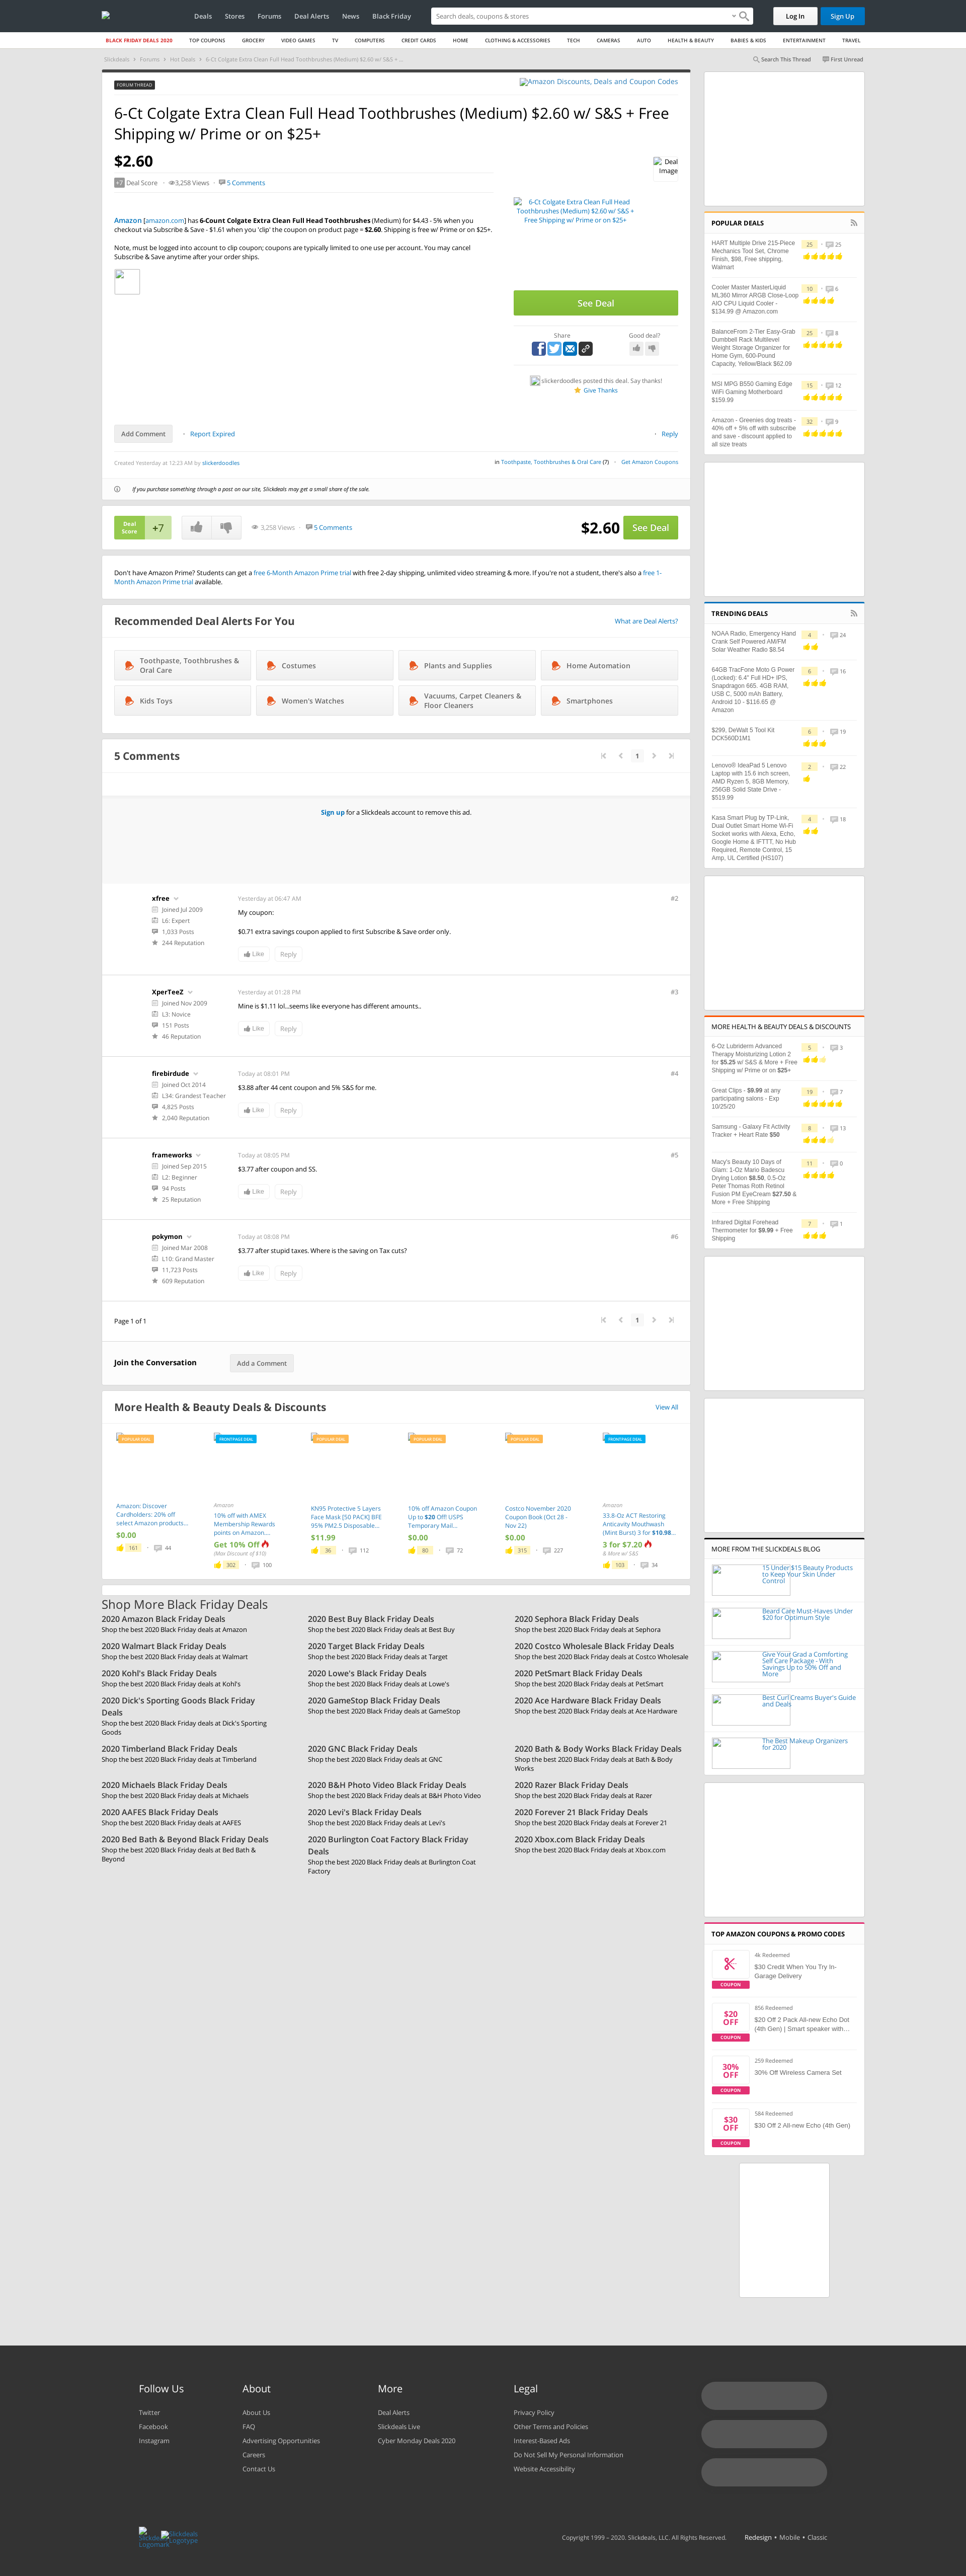 Deals Stores Forums Deal Alerts News Black Friday
Search deals, coupons & stores
Log In Sign Up
BLACK FRIDAY DEALS 2020 TOP COUPONS GROCERY VIDEO GAMES TV COMPUTERS CREDIT CARDS HOME CLOTHING & ACCESSORIES TECH CAMERAS AUTO HEALTH & BEAUTY BABIES & KIDS ENTERTAINMENT TRAVEL
Slickdeals Forums Hot Deals 6-Ct Colgate Extra Clean Full Head Toothbrushes (Medium) $2.60 w/ S&S + ...
Search This Thread First Unread
FORUM THREAD
Amazon Discounts, Deals and Coupon Codes
6-Ct Colgate Extra Clean Full Head Toothbrushes (Medium) $2.60 w/ S&S + Free
Shipping w/ Prime or on $25+
$2.60
+7 Deal Score 3,258 Views 5 Comments
Deal
Image
Amazon [amazon.com] has 6-Count Colgate Extra Clean Full Head Toothbrushes (Medium) for $4.43 - 5% when you
checkout via Subscribe & Save - $1.61 when you 'clip' the coupon on product page = $2.60. Shipping is free w/ Prime or on $25+.
Note, must be logged into account to clip coupon; coupons are typically limited to one use per account. You may cancel
Subscribe & Save anytime after your order ships.
6-Ct Colgate Extra Clean Full Head
Toothbrushes (Medium) $2.60 w/ S&S +
Free Shipping w/ Prime or on $25+
See Deal
Share Good deal?
slickerdoodles posted this deal. Say thanks!
Give Thanks
Add Comment Report Expired Reply
Created Yesterday at 12:23 AM by slickerdoodles
in Toothpaste, Toothbrushes & Oral Care (7) Get Amazon Coupons
If you purchase something through a post on our site, Slickdeals may get a small share of the sale.
Deal
Score
+7
3,258 Views 5 Comments
$2.60 See Deal
Don't have Amazon Prime? Students can get a free 6-Month Amazon Prime trial with free 2-day shipping, unlimited video streaming & more. If you're not a student, there's also a free 1-
Month Amazon Prime trial available.
Recommended Deal Alerts For You
What are Deal Alerts?
Toothpaste, Toothbrushes &
Oral Care
Costumes
Plants and Supplies
Home Automation
Kids Toys
Women's Watches
Vacuums, Carpet Cleaners &
Floor Cleaners
Smartphones
5 Comments
1
Sign up for a Slickdeals account to remove this ad.
xfree
Joined Jul 2009
L6: Expert
1,033 Posts
244 Reputation
Yesterday at 06:47 AM #2
My coupon:
$0.71 extra savings coupon applied to first Subscribe & Save order only.
Like Reply
XperTeeZ
Joined Nov 2009
L3: Novice
151 Posts
46 Reputation
Yesterday at 01:28 PM #3
Mine is $1.11 lol...seems like everyone has different amounts..
Like Reply
firebirdude
Joined Oct 2014
L34: Grandest Teacher
4,825 Posts
2,040 Reputation
Today at 08:01 PM #4
$3.88 after 44 cent coupon and 5% S&S for me.
Like Reply
frameworks
Joined Sep 2015
L2: Beginner
94 Posts
25 Reputation
Today at 08:05 PM #5
$3.77 after coupon and SS.
Like Reply
pokymon
Joined Mar 2008
L10: Grand Master
11,723 Posts
609 Reputation
Today at 08:08 PM #6
$3.77 after stupid taxes. Where is the saving on Tax cuts?
Like Reply
Page 1 of 1
1
Join the Conversation Add a Comment
More Health & Beauty Deals & Discounts
View All
POPULAR DEAL
Amazon: Discover
Cardholders: 20% off
select Amazon products...
$0.00
161 44
FRONTPAGE DEAL
Amazon
10% off with AMEX
Membership Rewards
points on Amazon....
Get 10% Off
(Max Discount of $10)
302 100
POPULAR DEAL
KN95 Protective 5 Layers
Face Mask [50 PACK] BFE
95% PM2.5 Disposable...
$11.99
36 112
POPULAR DEAL
10% off Amazon Coupon
Up to $20 Off! USPS
Temporary Mail...
$0.00
80 72
POPULAR DEAL
Costco November 2020
Coupon Book (Oct 28 -
Nov 22)
$0.00
315 227
FRONTPAGE DEAL
Amazon
33.8-Oz ACT Restoring
Anticavity Mouthwash
(Mint Burst) 3 for $10.98...
3 for $7.20
& More w/ S&S
103 34
Shop More Black Friday Deals
2020 Amazon Black Friday Deals
Shop the best 2020 Black Friday deals at Amazon
2020 Best Buy Black Friday Deals
Shop the best 2020 Black Friday deals at Best Buy
2020 Sephora Black Friday Deals
Shop the best 2020 Black Friday deals at Sephora
2020 Walmart Black Friday Deals
Shop the best 2020 Black Friday deals at Walmart
2020 Target Black Friday Deals
Shop the best 2020 Black Friday deals at Target
2020 Costco Wholesale Black Friday Deals
Shop the best 2020 Black Friday deals at Costco Wholesale
2020 Kohl's Black Friday Deals
Shop the best 2020 Black Friday deals at Kohl's
2020 Lowe's Black Friday Deals
Shop the best 2020 Black Friday deals at Lowe's
2020 PetSmart Black Friday Deals
Shop the best 2020 Black Friday deals at PetSmart
2020 Dick's Sporting Goods Black Friday
Deals
Shop the best 2020 Black Friday deals at Dick's Sporting
Goods
2020 GameStop Black Friday Deals
Shop the best 2020 Black Friday deals at GameStop
2020 Ace Hardware Black Friday Deals
Shop the best 2020 Black Friday deals at Ace Hardware
2020 Timberland Black Friday Deals
Shop the best 2020 Black Friday deals at Timberland
2020 GNC Black Friday Deals
Shop the best 2020 Black Friday deals at GNC
2020 Bath & Body Works Black Friday Deals
Shop the best 2020 Black Friday deals at Bath & Body
Works
2020 Michaels Black Friday Deals
Shop the best 2020 Black Friday deals at Michaels
2020 B&H Photo Video Black Friday Deals
Shop the best 2020 Black Friday deals at B&H Photo Video
2020 Razer Black Friday Deals
Shop the best 2020 Black Friday deals at Razer
2020 AAFES Black Friday Deals
Shop the best 2020 Black Friday deals at AAFES
2020 Levi's Black Friday Deals
Shop the best 2020 Black Friday deals at Levi's
2020 Forever 21 Black Friday Deals
Shop the best 2020 Black Friday deals at Forever 21
2020 Bed Bath & Beyond Black Friday Deals
Shop the best 2020 Black Friday deals at Bed Bath &
Beyond
2020 Burlington Coat Factory Black Friday
Deals
Shop the best 2020 Black Friday deals at Burlington Coat
Factory
2020 Xbox.com Black Friday Deals
Shop the best 2020 Black Friday deals at Xbox.com
POPULAR DEALS
HART Multiple Drive 215-Piece
Mechanics Tool Set, Chrome
Finish, $98, Free shipping,
Walmart
25 25
Cooler Master MasterLiquid
ML360 Mirror ARGB Close-Loop
AIO CPU Liquid Cooler -
$134.99 @ Amazon.com
10 6
BalanceFrom 2-Tier Easy-Grab
Dumbbell Rack Multilevel
Weight Storage Organizer for
Home Gym, 600-Pound
Capacity, Yellow/Black $62.09
25 8
MSI MPG B550 Gaming Edge
WiFi Gaming Motherboard
$159.99
15 12
Amazon - Greenies dog treats -
40% off + 5% off with subscribe
and save - discount applied to
all size treats
32 9
TRENDING DEALS
NOAA Radio, Emergency Hand
Crank Self Powered AM/FM
Solar Weather Radio $8.54
4 24
64GB TracFone Moto G Power
(Locked): 6.4" Full HD+ IPS,
Snapdragon 665. 4GB RAM,
USB C, 5000 mAh Battery,
Android 10 - $116.65 @
Amazon
6 16
$299, DeWalt 5 Tool Kit
DCK560D1M1
6 19
Lenovo® IdeaPad 5 Lenovo
Laptop with 15.6 inch screen,
AMD Ryzen 5, 8GB Memory,
256GB Solid State Drive -
$519.99
2 22
Kasa Smart Plug by TP-Link,
Dual Outlet Smart Home Wi-Fi
Socket works with Alexa, Echo,
Google Home & IFTTT, No Hub
Required, Remote Control, 15
Amp, UL Certified (HS107)
4 18
MORE HEALTH & BEAUTY DEALS & DISCOUNTS
6-Oz Lubriderm Advanced
Therapy Moisturizing Lotion 2
for $5.25 w/ S&S & More + Free
Shipping w/ Prime or on $25+
5 3
Great Clips - $9.99 at any
participating salons - Exp
10/25/20
19 7
Samsung - Galaxy Fit Activity
Tracker + Heart Rate $50
8 13
Macy's Beauty 10 Days of
Glam: 1-Oz Mario Badescu
Drying Lotion $8.50, 0.5-Oz
Peter Thomas Roth Retinol
Fusion PM EyeCream $27.50 &
More + Free Shipping
11 0
Infrared Digital Forehead
Thermometer for $9.99 + Free
Shipping
7 1
MORE FROM THE SLICKDEALS BLOG
15 Under $15 Beauty Products
to Keep Your Skin Under
Control
Beard Care Must-Haves Under
$20 for Optimum Style
Give Your Grad a Comforting
Self Care Package - With
Savings Up to 50% Off and
More
Best Curl Creams Buyer's Guide
and Deals
The Best Makeup Organizers
for 2020
TOP AMAZON COUPONS & PROMO CODES
COUPON
4k Redeemed
$30 Credit When You Try In-
Garage Delivery
$20
OFF
COUPON
856 Redeemed
$20 Off 2 Pack All-new Echo Dot
(4th Gen) | Smart speaker with…
30%
OFF
COUPON
259 Redeemed
30% Off Wireless Camera Set
$30
OFF
COUPON
584 Redeemed
$30 Off 2 All-new Echo (4th Gen)
Follow Us
Twitter
Facebook
Instagram
About
About Us
FAQ
Advertising Opportunities
Careers
Contact Us
More
Deal Alerts
Slickdeals Live
Cyber Monday Deals 2020
Legal
Privacy Policy
Other Terms and Policies
Interest-Based Ads
Do Not Sell My Personal Information
Website Accessibility
Slickdeals
Logotype
Copyright 1999 – 2020. Slickdeals, LLC. All Rights Reserved. Redesign • Mobile • Classic